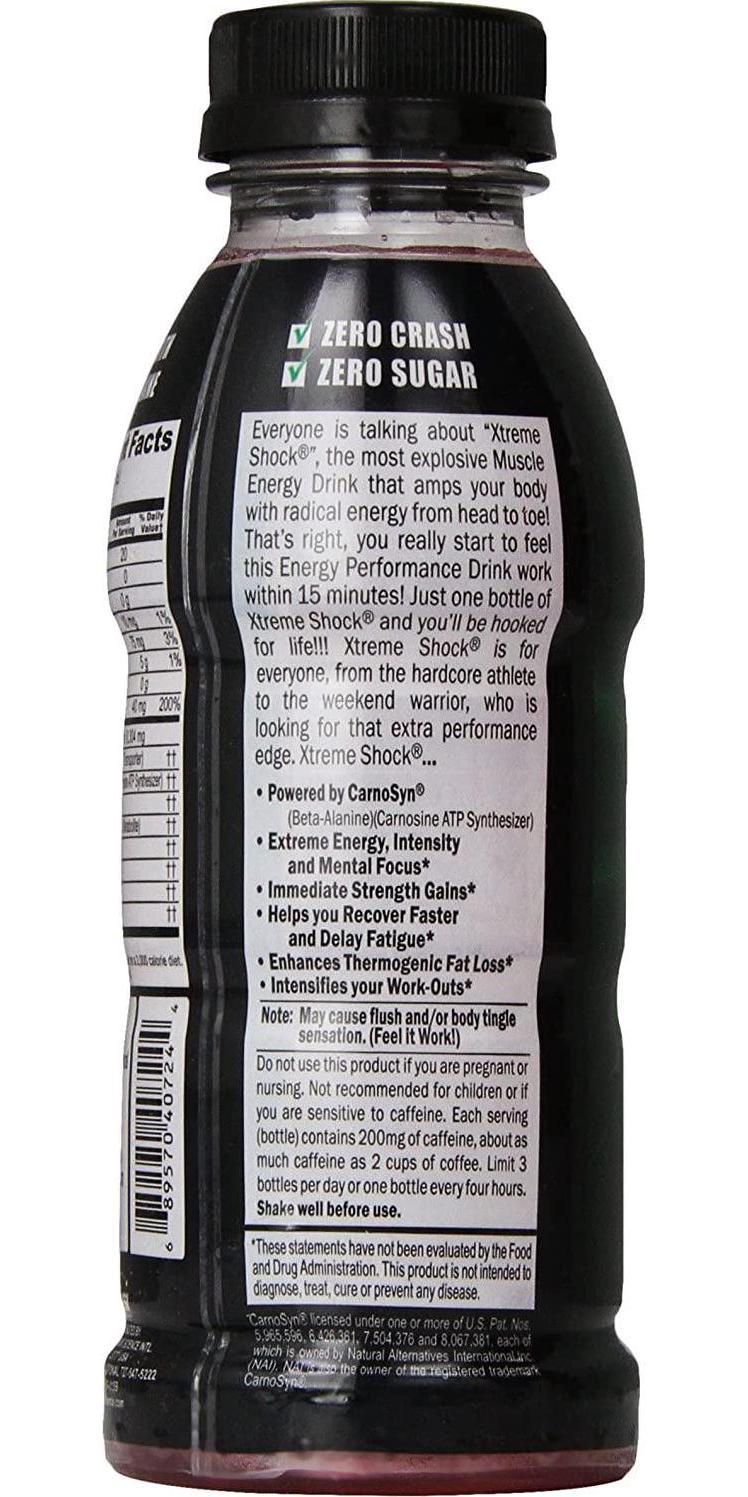 ZERO CRASH
ZERO SUGAR
Everyone is talking about “Xtreme
Shock®”, the most explosive Muscle
Energy Drink that amps your body
with radical energy from head to toe!
That’s right, you really start to feel
this Energy Performance Drink work
within 15 minutes! Just one bottle of
Xtreme Shock® and you’ll be hooked
for life!!! Xtreme Shock® is for
everyone, from the hardcore athlete
to the weekend warrior, who is
looking for that extra performance
edge. Xtreme Shock®...
• Powered by CarnoSyn®
(Beta-Alanine)(Carnosine ATP Synthesizer)
• Extreme Energy, Intensity
and Mental Focus*
• Immediate Strength Gains*
• Helps you Recover Faster
and Delay Fatigue*
• Enhances Thermogenic Fat Loss*
• Intensifies your Work-Outs*
Note: May cause flush and/or body tingle
sensation. (Feel it Work!)
Do not use this product if you are pregnant or
nursing. Not recommended for children or if
you are sensitive to caffeine. Each serving
(bottle) contains 200mg of caffeine, about as
much caffeine as 2 cups of coffee. Limit 3
bottles per day or one bottle every four hours.
Shake well before use.
*These statements have not been evaluated by the Food
and Drug Administration. This product is not intended to
diagnose, treat, cure or prevent any disease.
*CarnoSyn® licensed under one or more of U.S. Pat. Nos.
5,965,596, 6,426,361, 7,504,376 and 8,067,381, each of
which is owned by Natural Alternatives International,Inc
(NAI). NAI is also the owner of the registered trademark
CarnoSyn®.
Facts
Amount % Daily
Per Serving Value†
20
0
0g
1%
75mg 3%
5g 1%
0g
40mg 200%
††
ATP Synthesizer) ††
††
††
††
††
††
††
2,000 calorie diet.
6 89570 40724 4